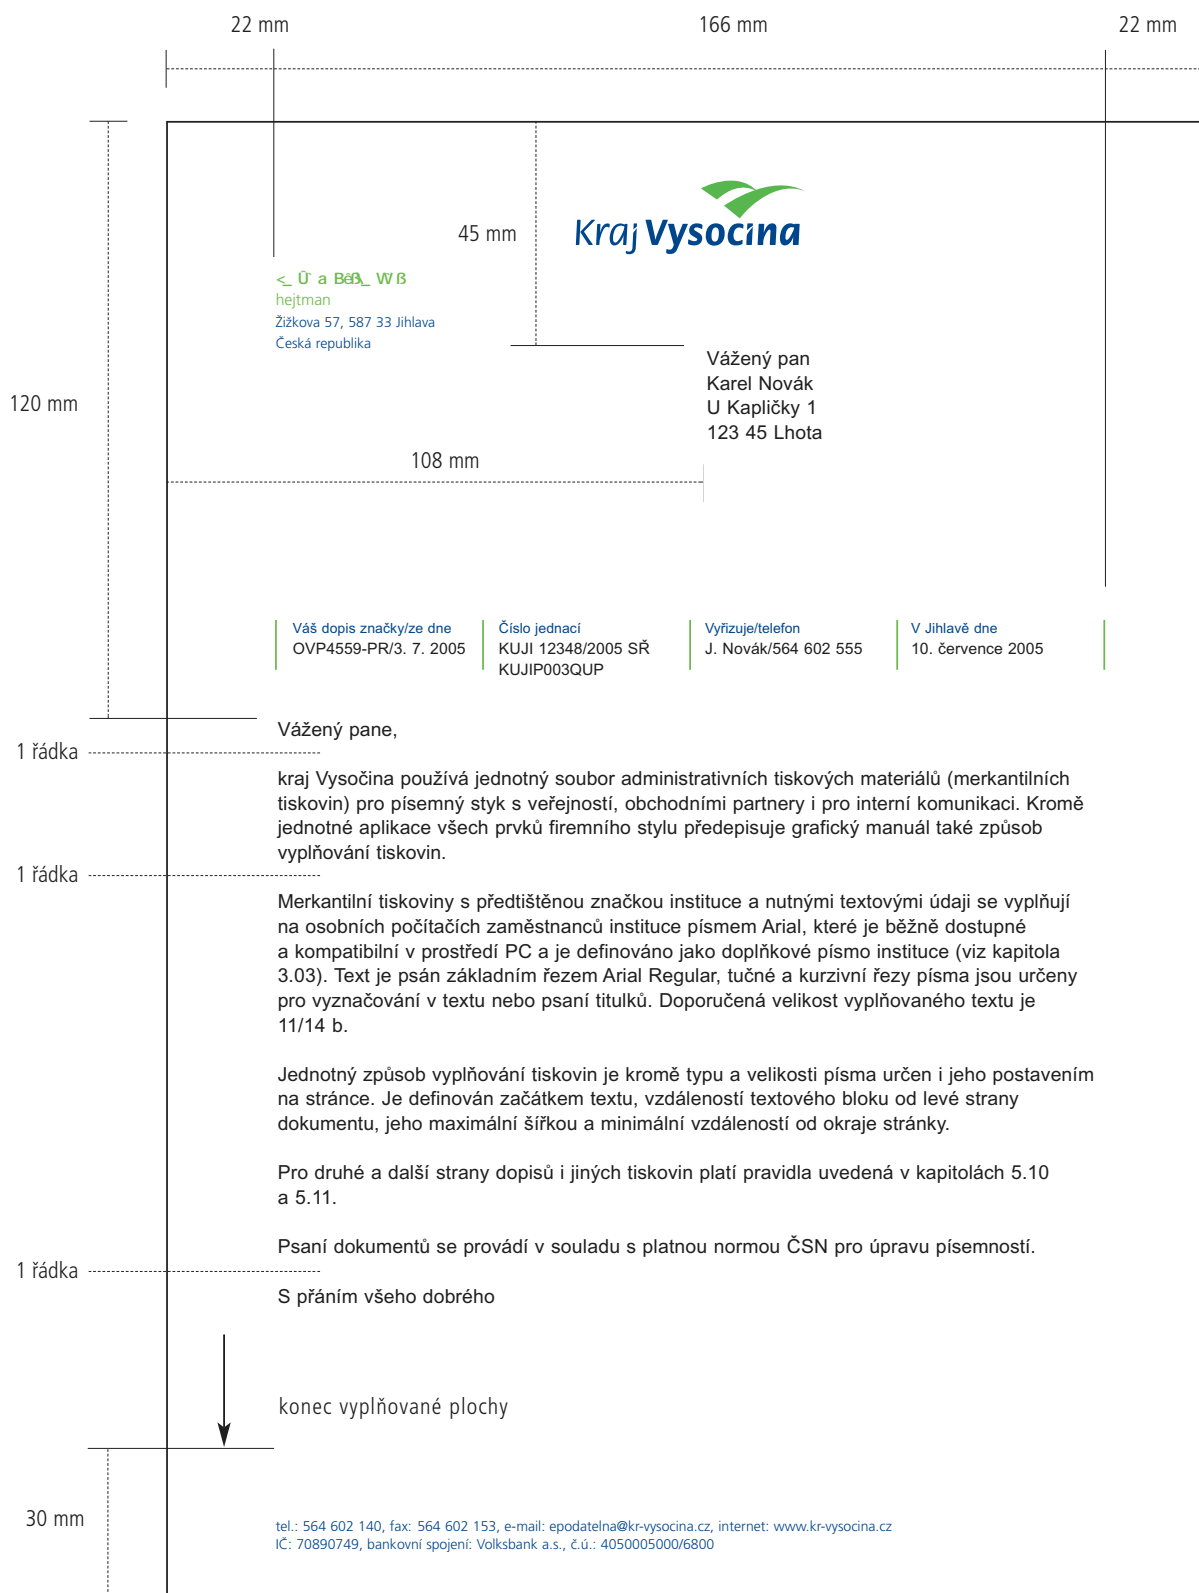 22 mm
166 mm
22 mm
Kraj Vysocina
45 mm
hejtman
Žižkova 57, 587 33 Jihlava
Česká republika
Vážený pan
Karel Novák
U Kapličky 1
123 45 Lhota
120 mm
108 mm
Váš dopis značky/ze dne
OVP4559-PR/3. 7. 2005
Číslo jednací
KUJI 12348/2005 SŘ
KUJIP003QUP
Vyřizuje/telefon
J. Novák/564 602 555
V Jihlavě dne
10. července 2005
Vážený pane,
1 řádka
kraj Vysočina používá jednotný soubor administrativních tiskových materiálů (merkantilních
tiskovin) pro písemný styk s veřejností, obchodními partnery i pro interní komunikaci. Kromě
jednotné aplikace všech prvků firemního stylu předepisuje grafický manuál také způsob
vyplňování tiskovin.
1 řádka
Merkantilní tiskoviny s předtištěnou značkou instituce a nutnými textovými údaji se vyplňují
na osobních počítačích zaměstnanců instituce písmem Arial, které je běžně dostupné
a kompatibilní v prostředí PC a je definováno jako doplňkové písmo instituce (viz kapitola
3.03). Text je psán základním řezem Arial Regular, tučné a kurzivní řezy písma jsou určeny
pro vyznačování v textu nebo psaní titulků. Doporučená velikost vyplňovaného textu je
11/14 b.
Jednotný způsob vyplňování tiskovin je kromě typu a velikosti písma určen i jeho postavením
na stránce. Je definován začátkem textu, vzdáleností textového bloku od levé strany
dokumentu, jeho maximální šířkou a minimální vzdáleností od okraje stránky.
Pro druhé a další strany dopisů i jiných tiskovin platí pravidla uvedená v kapitolách 5.10
a 5.11.
Psaní dokumentů se provádí v souladu s platnou normou ČSN pro úpravu písemností.
1 řádka
S přáním všeho dobrého
konec vyplňované plochy
30 mm
tel.: 564 602 140, fax: 564 602 153, e-mail: epodatelna@kr-vysocina.cz, internet: www.kr-vysocina.cz
IČ: 70890749, bankovní spojení: Volksbank a.s., č.ú.: 4050005000/6800